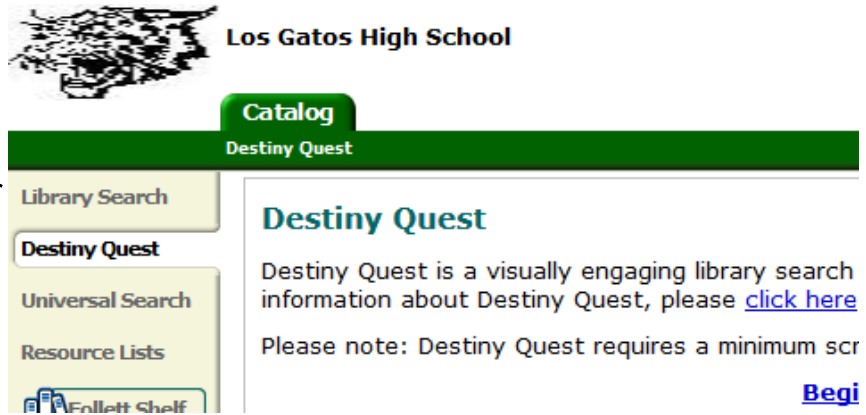 Los Gatos High School
Catalog
Destiny Quest
Library Search
Destiny Quest
Universal Search
Resource Lists
Follett Shelf
Destiny Quest
Destiny Quest is a visually engaging library search
information about Destiny Quest, please click here
Please note: Destiny Quest requires a minimum scr
Begi